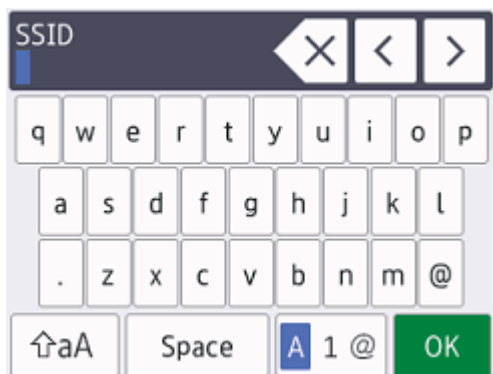 SSID
q w e r t y u i o p
a s d f g h j k l
. z x c v b n m @
aA Space A 1 @ OK